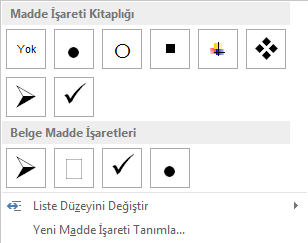 Madde İşareti Kitaplığı
Yok
Belge Madde İşaretleri
Liste Düzeyini Değiştir
Yeni Madde İşareti Tanımla...